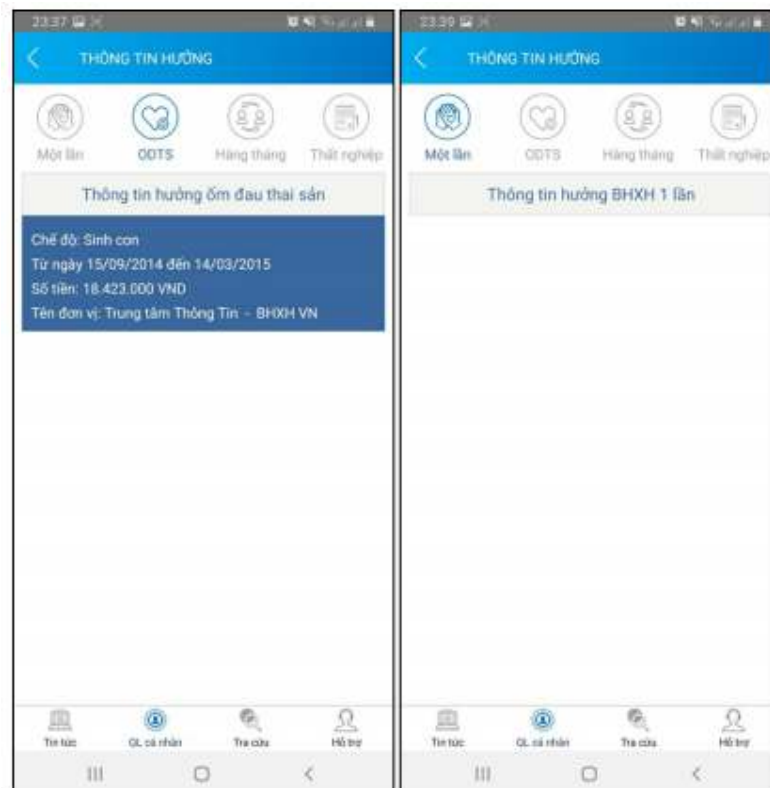 23:37
THÔNG TIN HƯỞNG
Một lần
ODTS
Hàng tháng
Thất nghiệp
Thông tin hưởng ốm đau thai sản
Chế độ: Sinh con
Từ ngày 15/09/2014 đến 14/03/2015
Số tiền: 18.423.000 VND
Tên đơn vị: Trung tâm Thông Tin - BHXH VN
Tin tức
QL cá nhân
Tra cứu
Hỗ trợ
23:39
THÔNG TIN HƯỞNG
Một lần
ODTS
Hàng tháng
Thất nghiệp
Thông tin hưởng BHXH 1 lần
Tin tức
QL cá nhân
Tra cứu
Hỗ trợ